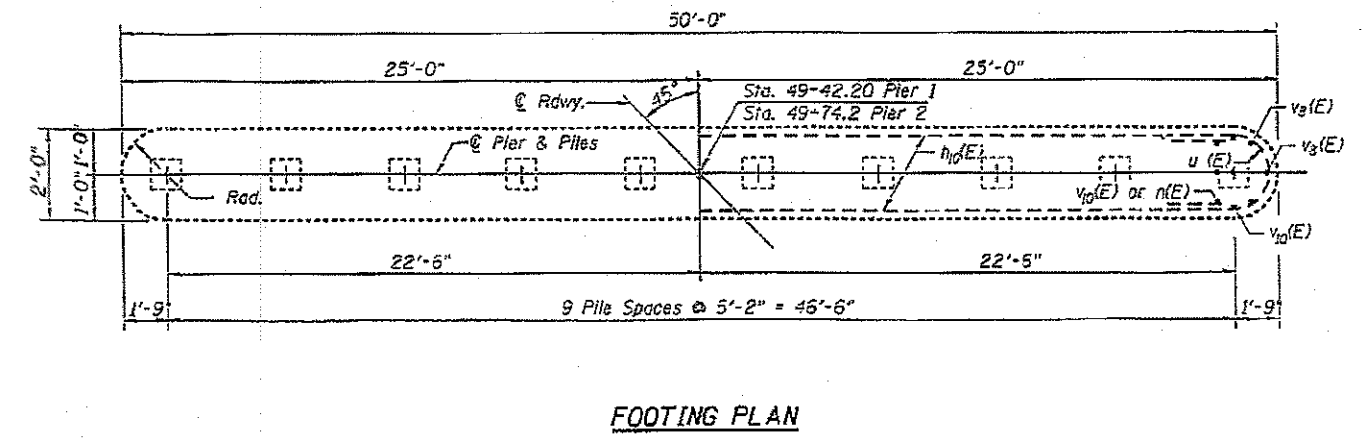 50'-0"
25'-0"
25'-0"
℄ Rdwy.
45°
Sta. 49-42.20 Pier 1
Sta. 49-74.2 Pier 2
v3(E)
℄ Pier & Piles
h10(E)
u (E)
v3(E)
2'-0"
1'-0"
1'-0"
Rad.
v10(E) or n(E)
v10(E)
22'-6"
22'-6"
1'-9"
9 Pile Spaces @ 5'-2" = 46'-6"
1'-9"
FOOTING PLAN